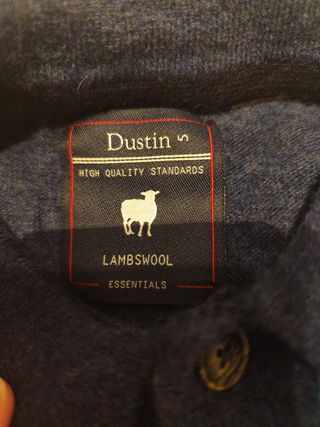 Dustin S
HIGH QUALITY STANDARDS
LAMBSWOOL
ESSENTIALS